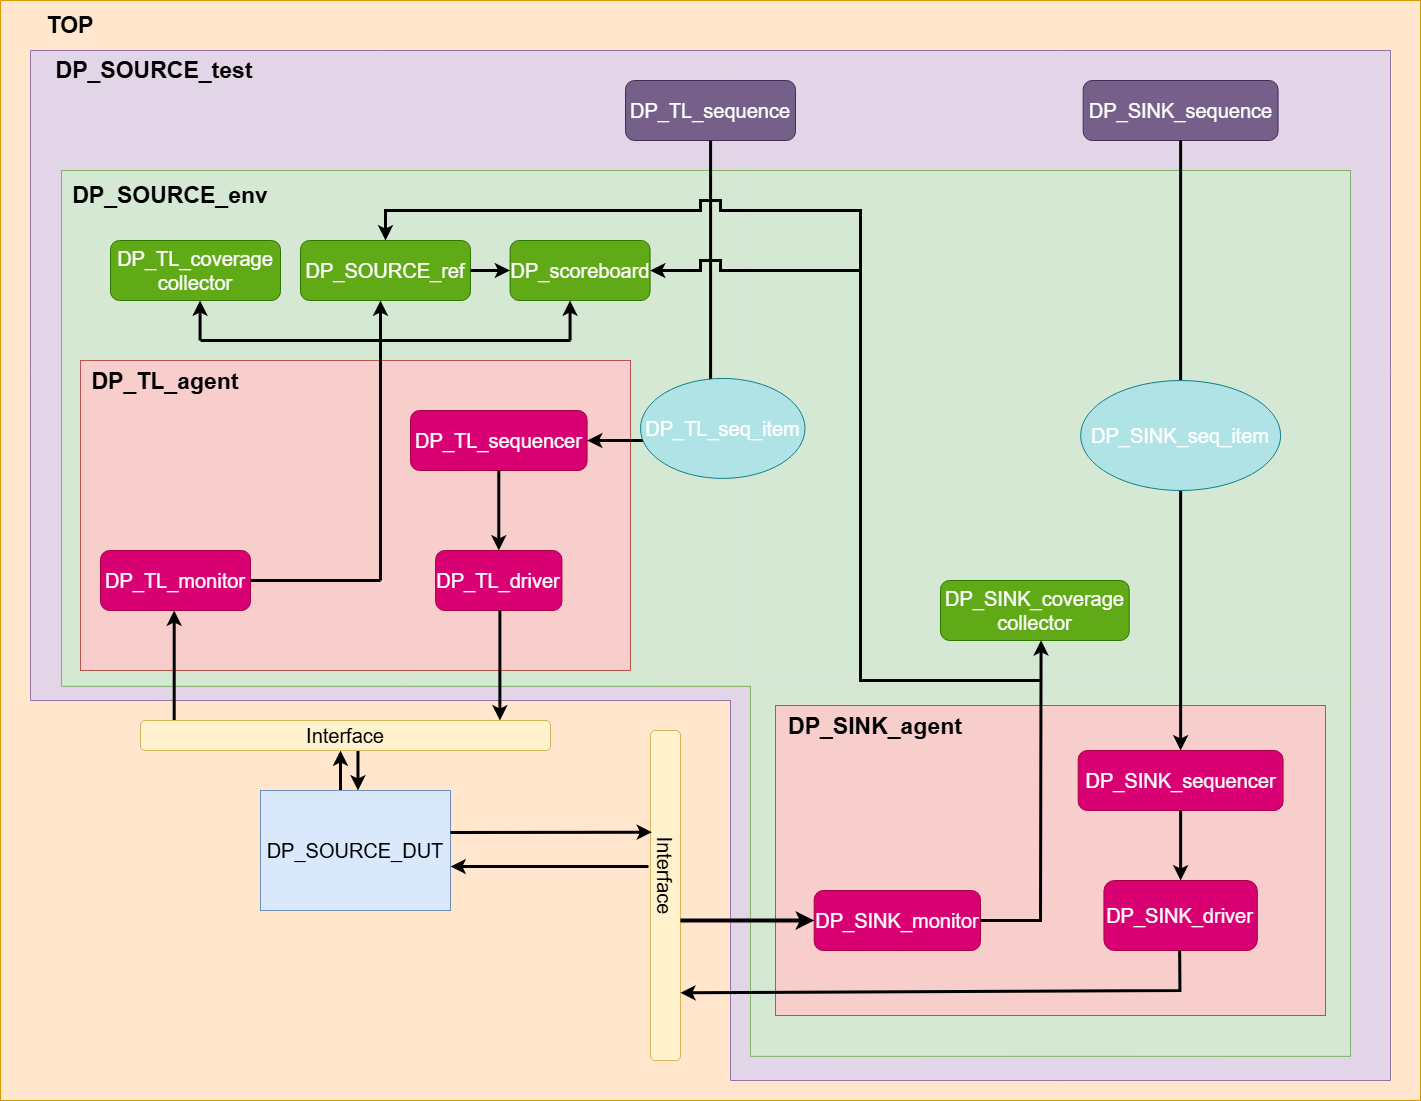 TOP
DP_SOURCE_test
DP_TL_sequence
DP_SINK_sequence
DP_SOURCE_env
DP_TL_coverage
collector
DP_SOURCE_ref
DP_scoreboard
DP_TL_agent
DP_TL_sequencer
DP_TL_seq_item
DP_SINK_seq_item
DP_TL_monitor
DP_TL_driver
DP_SINK_coverage
collector
Interface
DP_SINK_agent
DP_SINK_sequencer
DP_SOURCE_DUT
Interface
DP_SINK_monitor
DP_SINK_driver